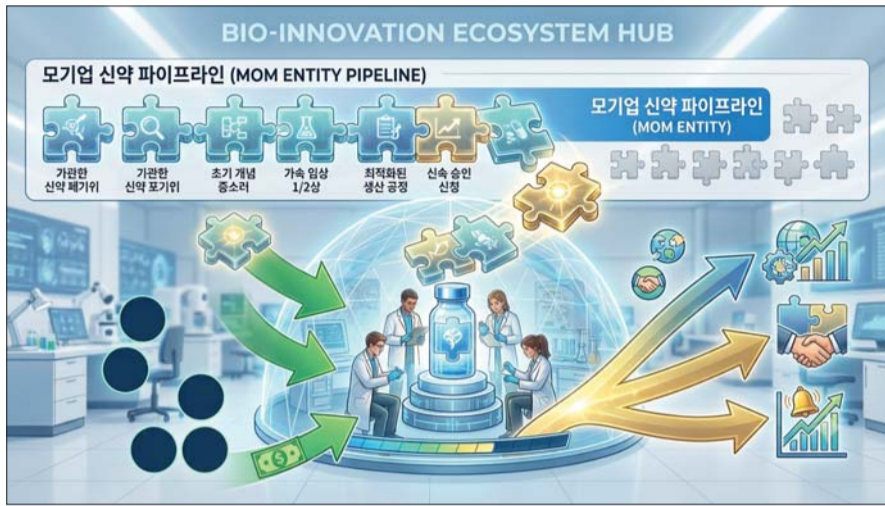 BIO-INNOVATION ECOSYSTEM HUB
모기업 신약 파이프라인 (MOM ENTITY PIPELINE)
모기업 신약 파이프라인
(MOM ENTITY)
가관한
신약 폐기위
가관한
신약 포기위
초기 개념
증소러
가속 임상
1/2상
최적화된
생산 공정
신속 승인
신청
$